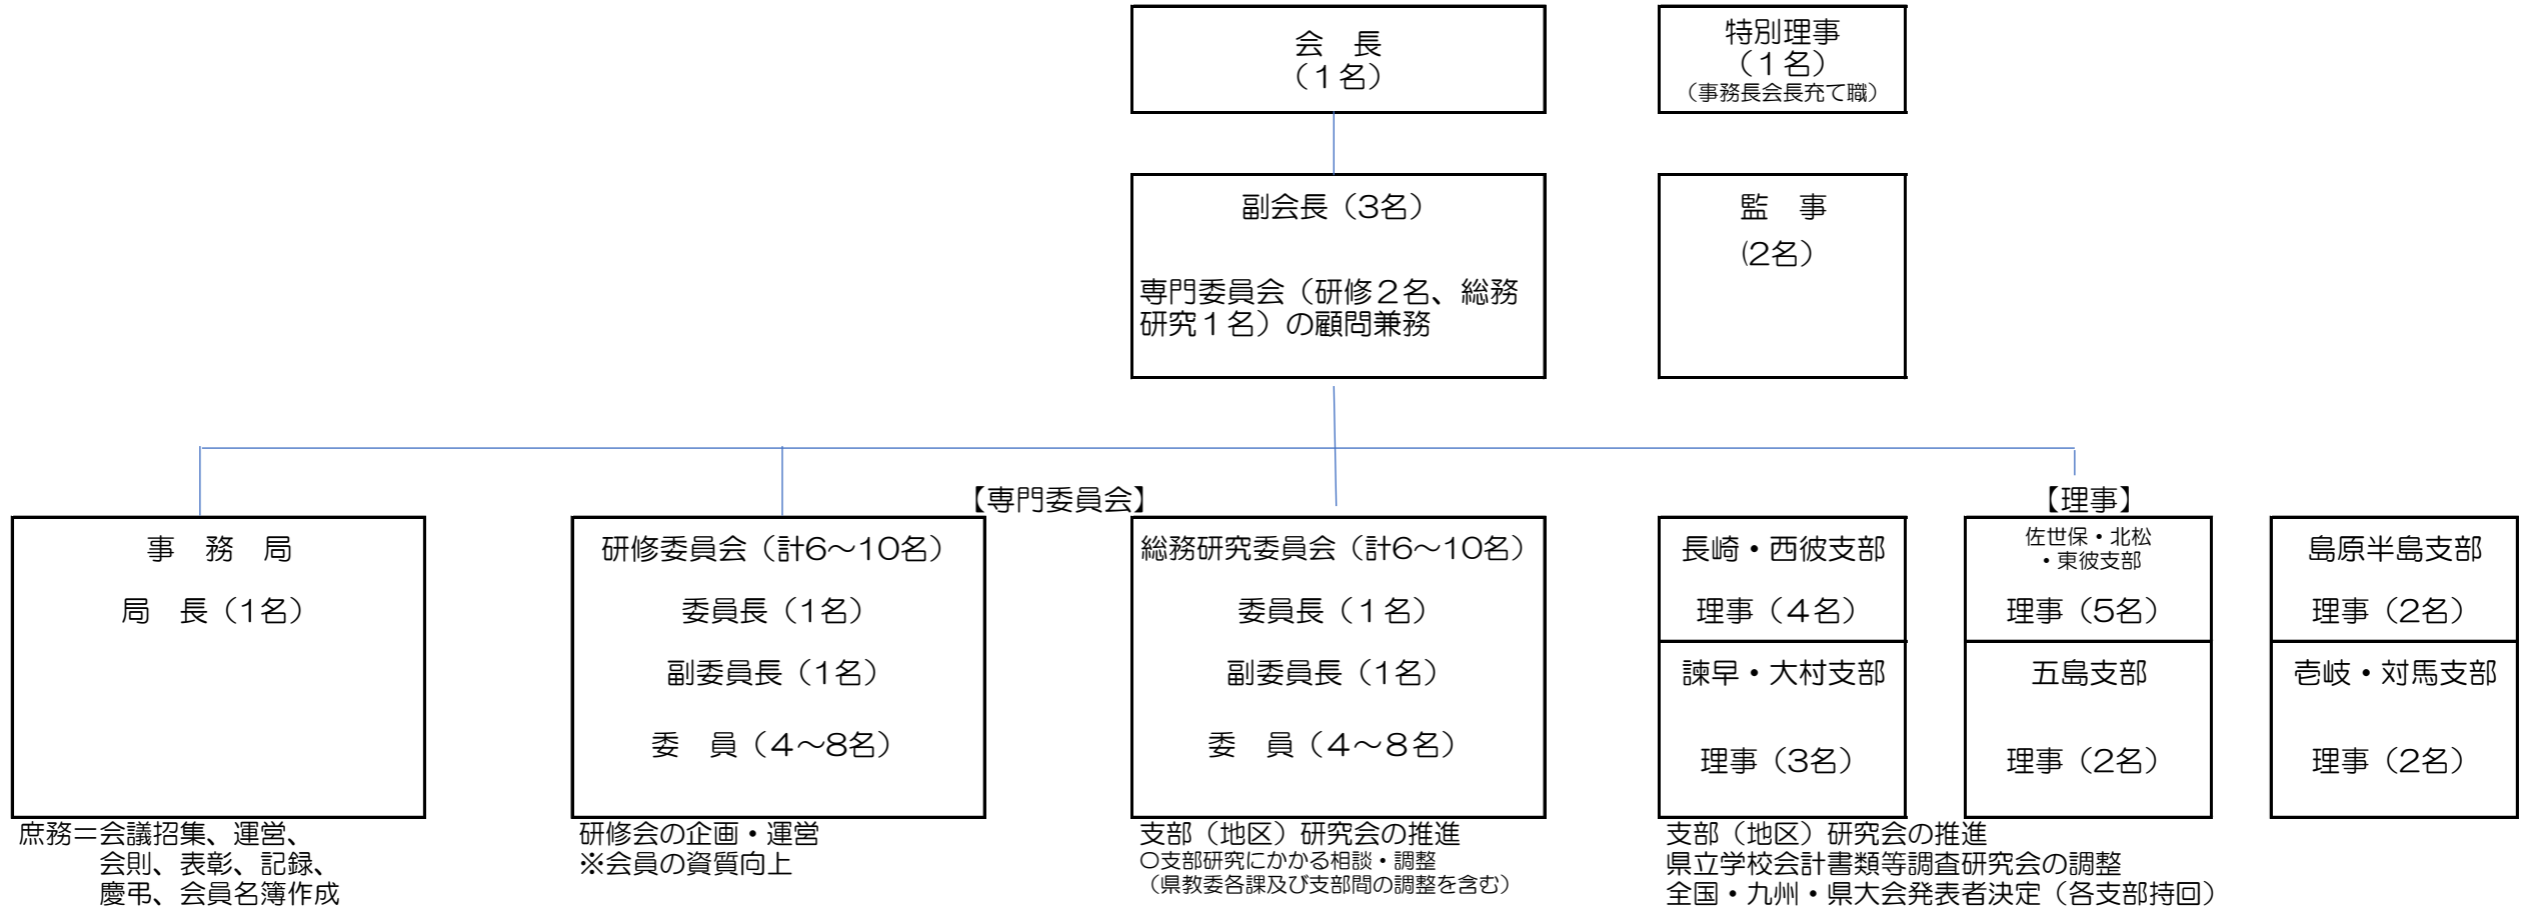 会　長
（１名）
特別理事
（１名）
（事務長会長充て職）
副会長（3名）
専門委員会（研修２名、総務
研究１名）の顧問兼務
監　事
(2名）
【専門委員会】
【理事】
事　務　局
局　長（1名）
庶務＝会議招集、運営、
会則、表彰、記録、
慶弔、会員名簿作成
研修委員会（計6～10名）
委員長（1名）
副委員長（1名）
委　員（４～8名）
研修会の企画・運営
※会員の資質向上
総務研究委員会（計6～10名）
委員長（１名）
副委員長（1名）
委　員（４～８名）
支部（地区）研究会の推進
○支部研究にかかる相談・調整
（県教委各課及び支部間の調整を含む）
長崎・西彼支部
理事（４名）
佐世保・北松
・東彼支部
理事（5名）
島原半島支部
理事（2名）
諫早・大村支部
理事（3名）
五島支部
理事（2名）
壱岐・対馬支部
理事（2名）
支部（地区）研究会の推進
県立学校会計書類等調査研究会の調整
全国・九州・県大会発表者決定（各支部持回）